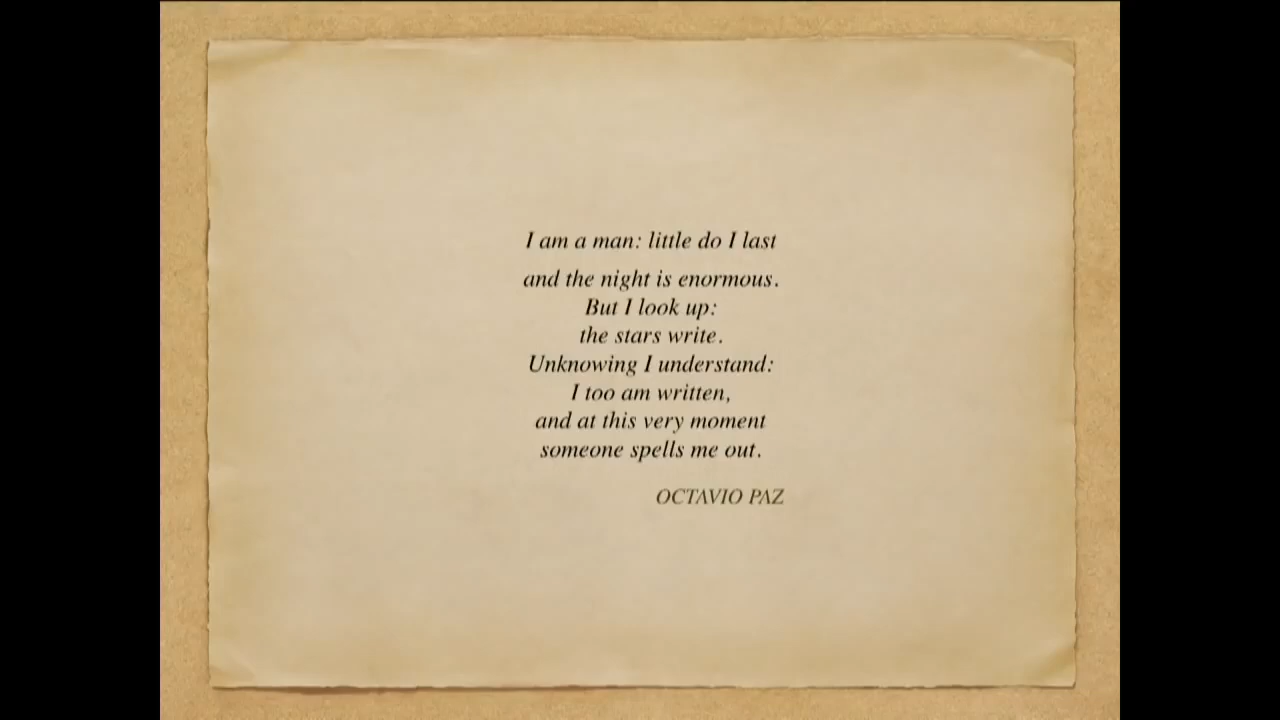 I am a man: little do I last
and the night is enormous.
But I look up:
the stars write.
Unknowing I understand:
I too am written,
and at this very moment
someone spells me out.
OCTAVIO PAZ